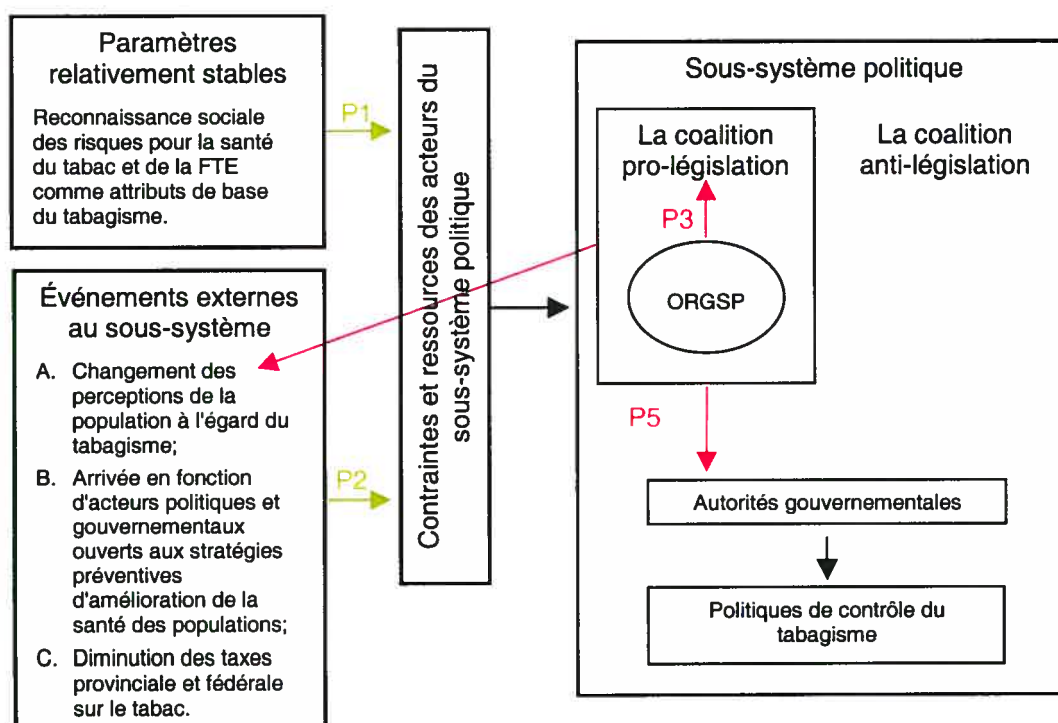 Paramètres
relativement stables
Reconnaissance sociale
des risques pour la santé
du tabac et de la FTE
comme attributs de base
du tabagisme.
P1
Événements externes
au sous-système
A. Changement des
perceptions de la
population à l'égard du
tabagisme;
B. Arrivée en fonction
d'acteurs politiques et
gouvernementaux
ouverts aux stratégies
préventives
d'amélioration de la
santé des populations;
C. Diminution des taxes
provinciale et fédérale
sur le tabac.
P2
Contraintes et ressources des acteurs du
sous-système politique
Sous-système politique
La coalition
pro-législation
P3
ORGSP
La coalition
anti-législation
P5
Autorités gouvernementales
Politiques de contrôle du
tabagisme